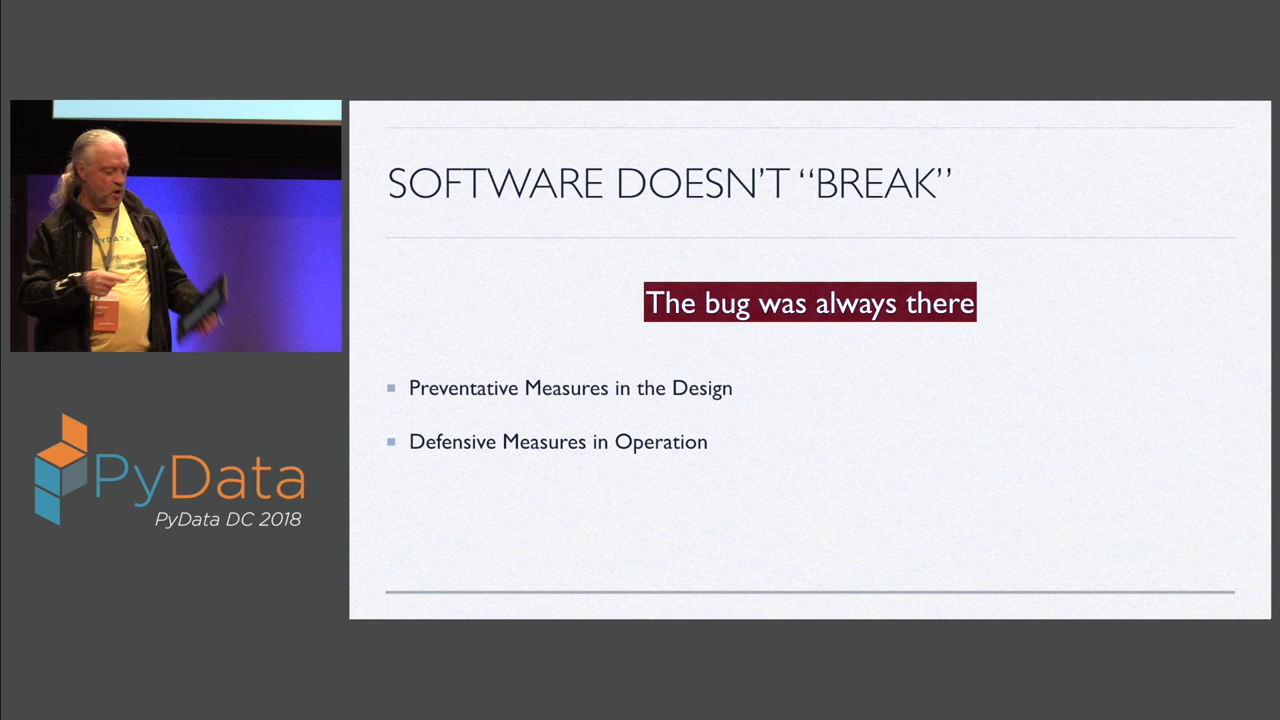 SOFTWARE DOESN'T “BREAK”
The bug was always there
Preventative Measures in the Design
Defensive Measures in Operation
PYDATA
PyData
PyData DC 2018